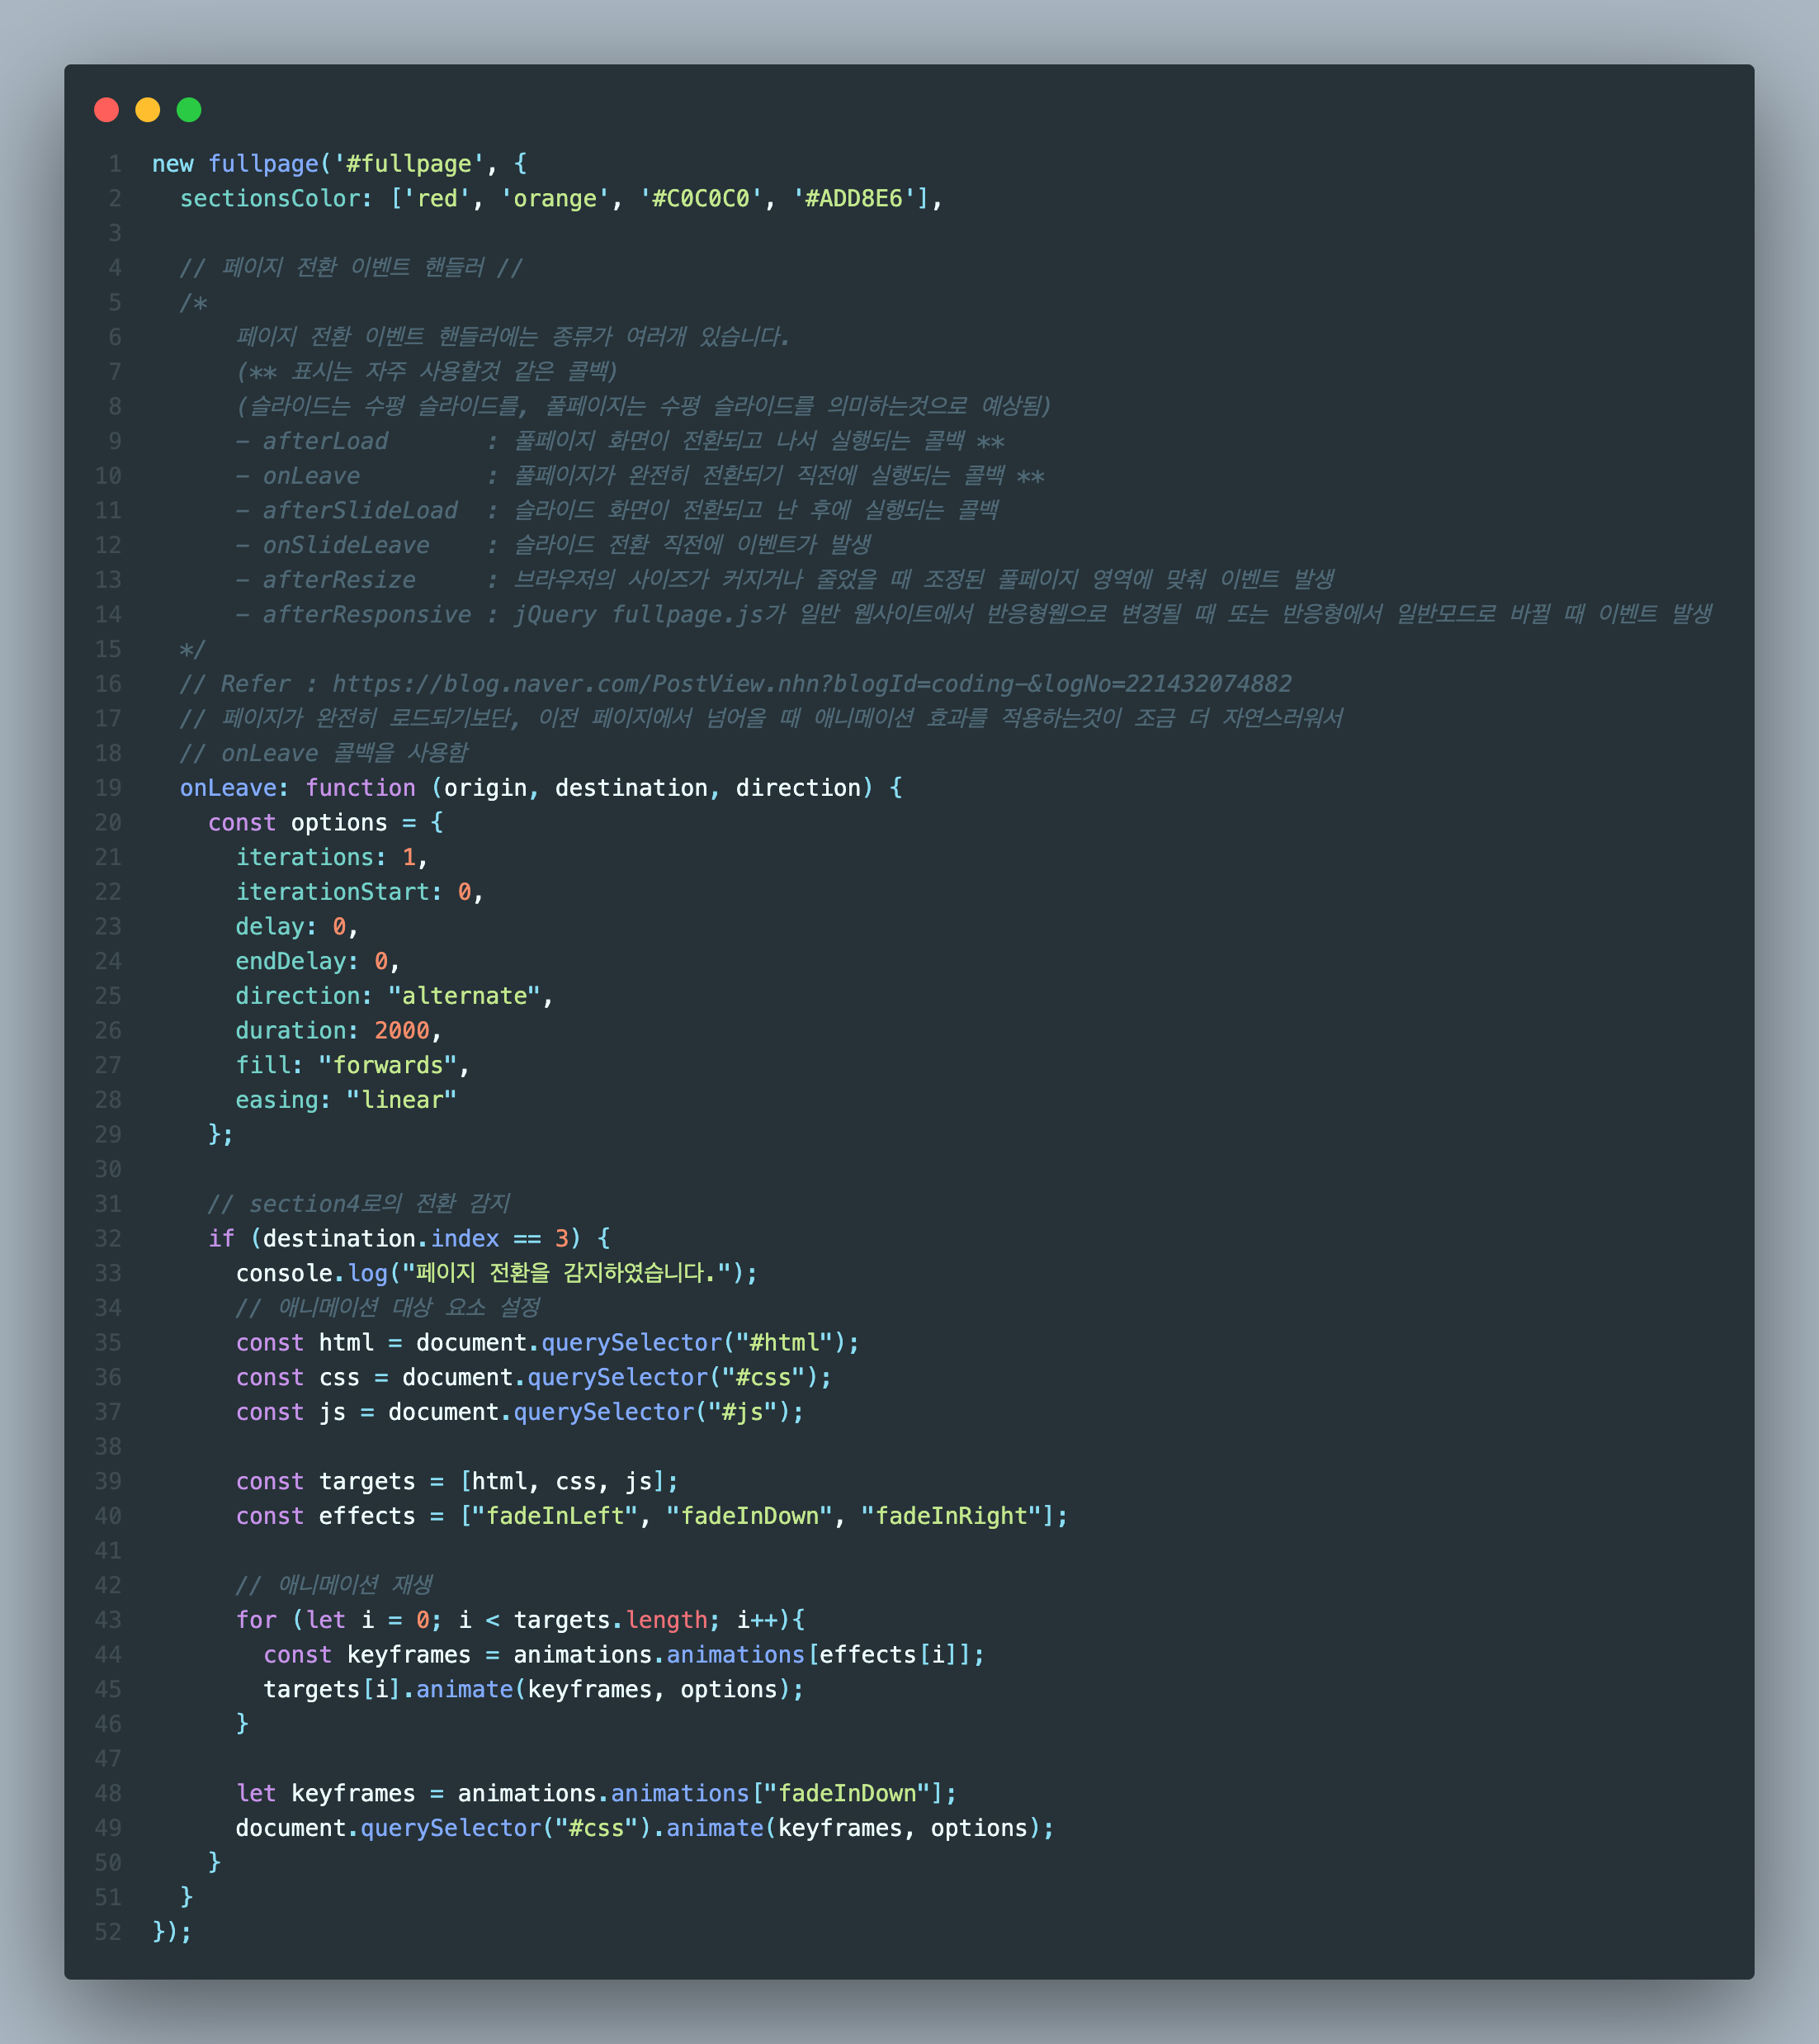 1 new fullpage('#fullpage', {
2   sectionsColor: ['red', 'orange', '#C0C0C0', '#ADD8E6'],
3
4   // 페이지 전환 이벤트 핸들러 //
5   /*
6       페이지 전환 이벤트 핸들러에는 종류가 여러개 있습니다.
7       (** 표시는 자주 사용할것 같은 콜백)
8       (슬라이드는 수평 슬라이드를, 풀페이지는 수평 슬라이드를 의미하는것으로 예상됨)
9       - afterLoad       : 풀페이지 화면이 전환되고 나서 실행되는 콜백 **
10       - onLeave         : 풀페이지가 완전히 전환되기 직전에 실행되는 콜백 **
11       - afterSlideLoad  : 슬라이드 화면이 전환되고 난 후에 실행되는 콜백
12       - onSlideLeave    : 슬라이드 전환 직전에 이벤트가 발생
13       - afterResize     : 브라우저의 사이즈가 커지거나 줄었을 때 조정된 풀페이지 영역에 맞춰 이벤트 발생
14       - afterResponsive : jQuery fullpage.js가 일반 웹사이트에서 반응형웹으로 변경될 때 또는 반응형에서 일반모드로 바뀔 때 이벤트 발생
15   */
16   // Refer : https://blog.naver.com/PostView.nhn?blogId=coding-&logNo=221432074882
17   // 페이지가 완전히 로드되기보단, 이전 페이지에서 넘어올 때 애니메이션 효과를 적용하는것이 조금 더 자연스러워서
18   // onLeave 콜백을 사용함
19   onLeave: function (origin, destination, direction) {
20     const options = {
21       iterations: 1,
22       iterationStart: 0,
23       delay: 0,
24       endDelay: 0,
25       direction: "alternate",
26       duration: 2000,
27       fill: "forwards",
28       easing: "linear"
29     };
30
31     // section4로의 전환 감지
32     if (destination.index == 3) {
33       console.log("페이지 전환을 감지하였습니다.");
34       // 애니메이션 대상 요소 설정
35       const html = document.querySelector("#html");
36       const css = document.querySelector("#css");
37       const js = document.querySelector("#js");
38
39       const targets = [html, css, js];
40       const effects = ["fadeInLeft", "fadeInDown", "fadeInRight"];
41
42       // 애니메이션 재생
43       for (let i = 0; i < targets.length; i++){
44         const keyframes = animations.animations[effects[i]];
45         targets[i].animate(keyframes, options);
46       }
47
48       let keyframes = animations.animations["fadeInDown"];
49       document.querySelector("#css").animate(keyframes, options);
50     }
51   }
52 });